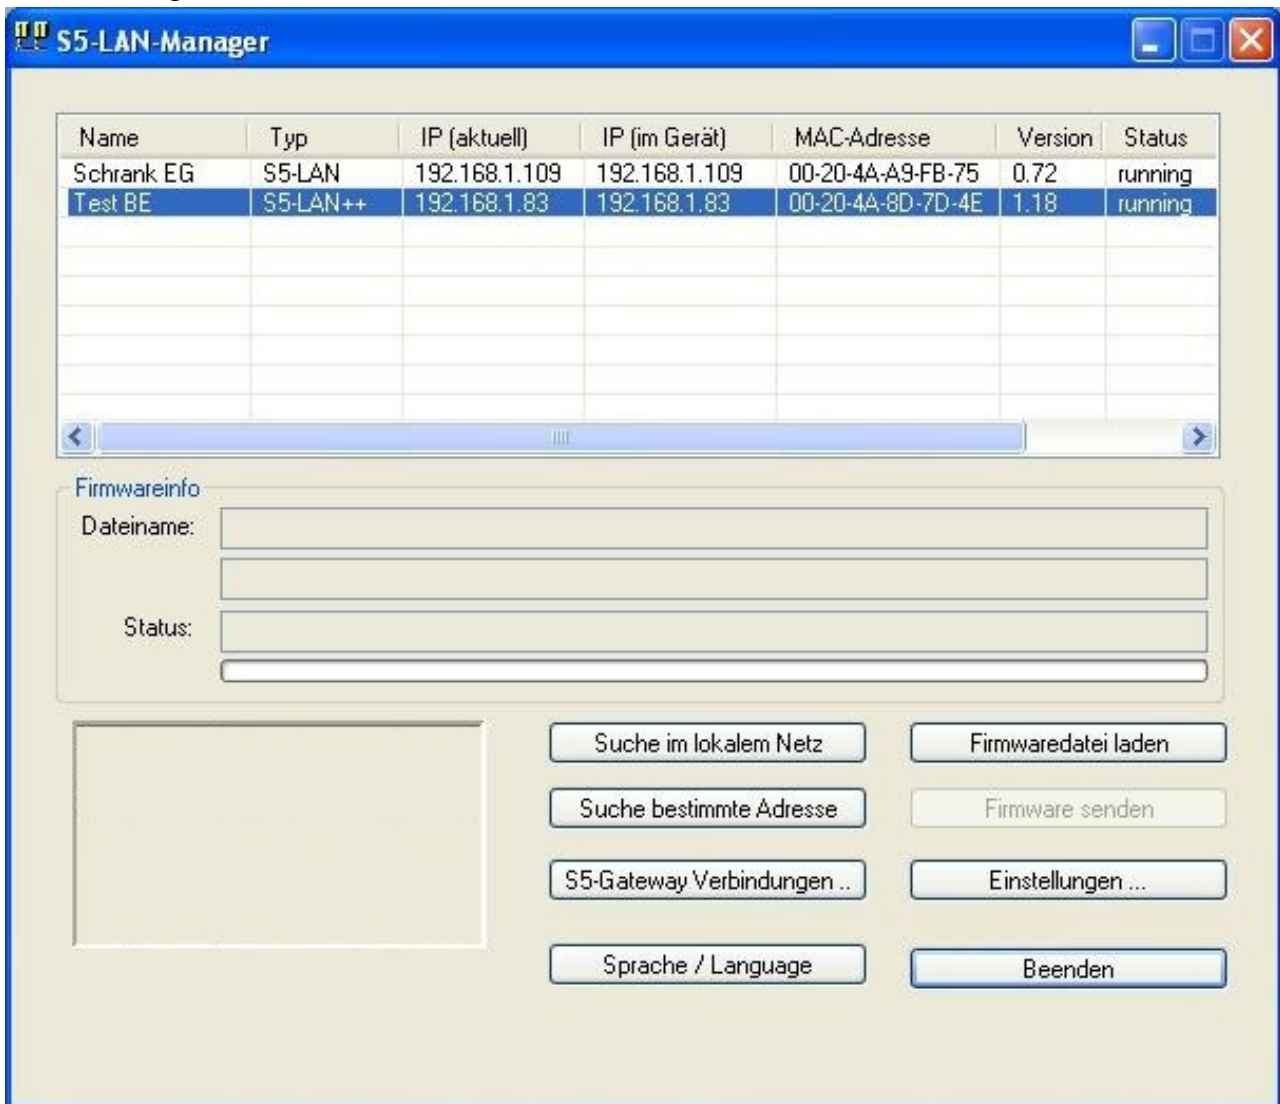 S5-LAN-Manager
Name Typ IP (aktuell) IP (im Gerät) MAC-Adresse Version Status
Schrank EG S5-LAN 192.168.1.109 192.168.1.109 00-20-4A-A9-FB-75 0.72 running
Test BE S5-LAN++ 192.168.1.83 192.168.1.83 00-20-4A-8D-7D-4E 1.18 running
Firmwareinfo
Dateiname:
Status:
Suche im lokalem Netz Firmwaredatei laden
Suche bestimmte Adresse Firmware senden
S5-Gateway Verbindungen .. Einstellungen ...
Sprache / Language Beenden